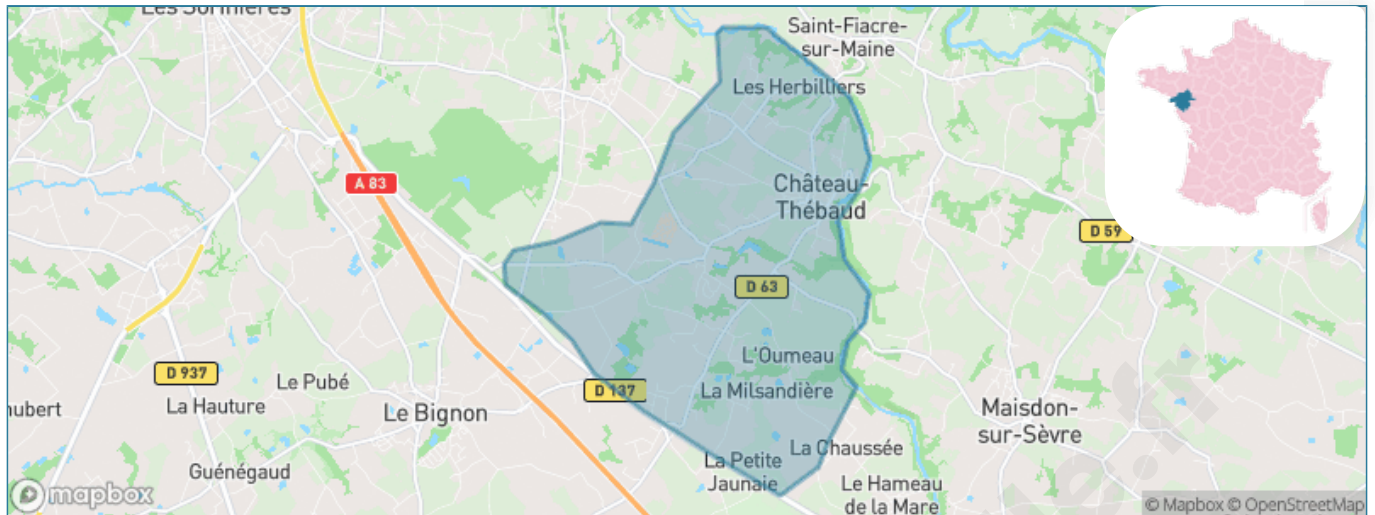 Les Sorinières
Saint-Fiacre-
sur-Maine
Les Herbilliers
A 83
Château-
Thébaud
D 59
D 63
L'Oumeau
D 937
Le Pubé
D 137
La Milsandière
La Hauture
Le Bignon
Maisdon-
sur-Sèvre
Guénégaud
La Chaussée
La Petite
Jaunaie
Le Hameau
de la Mare
mapbox
© Mapbox © OpenStreetMap